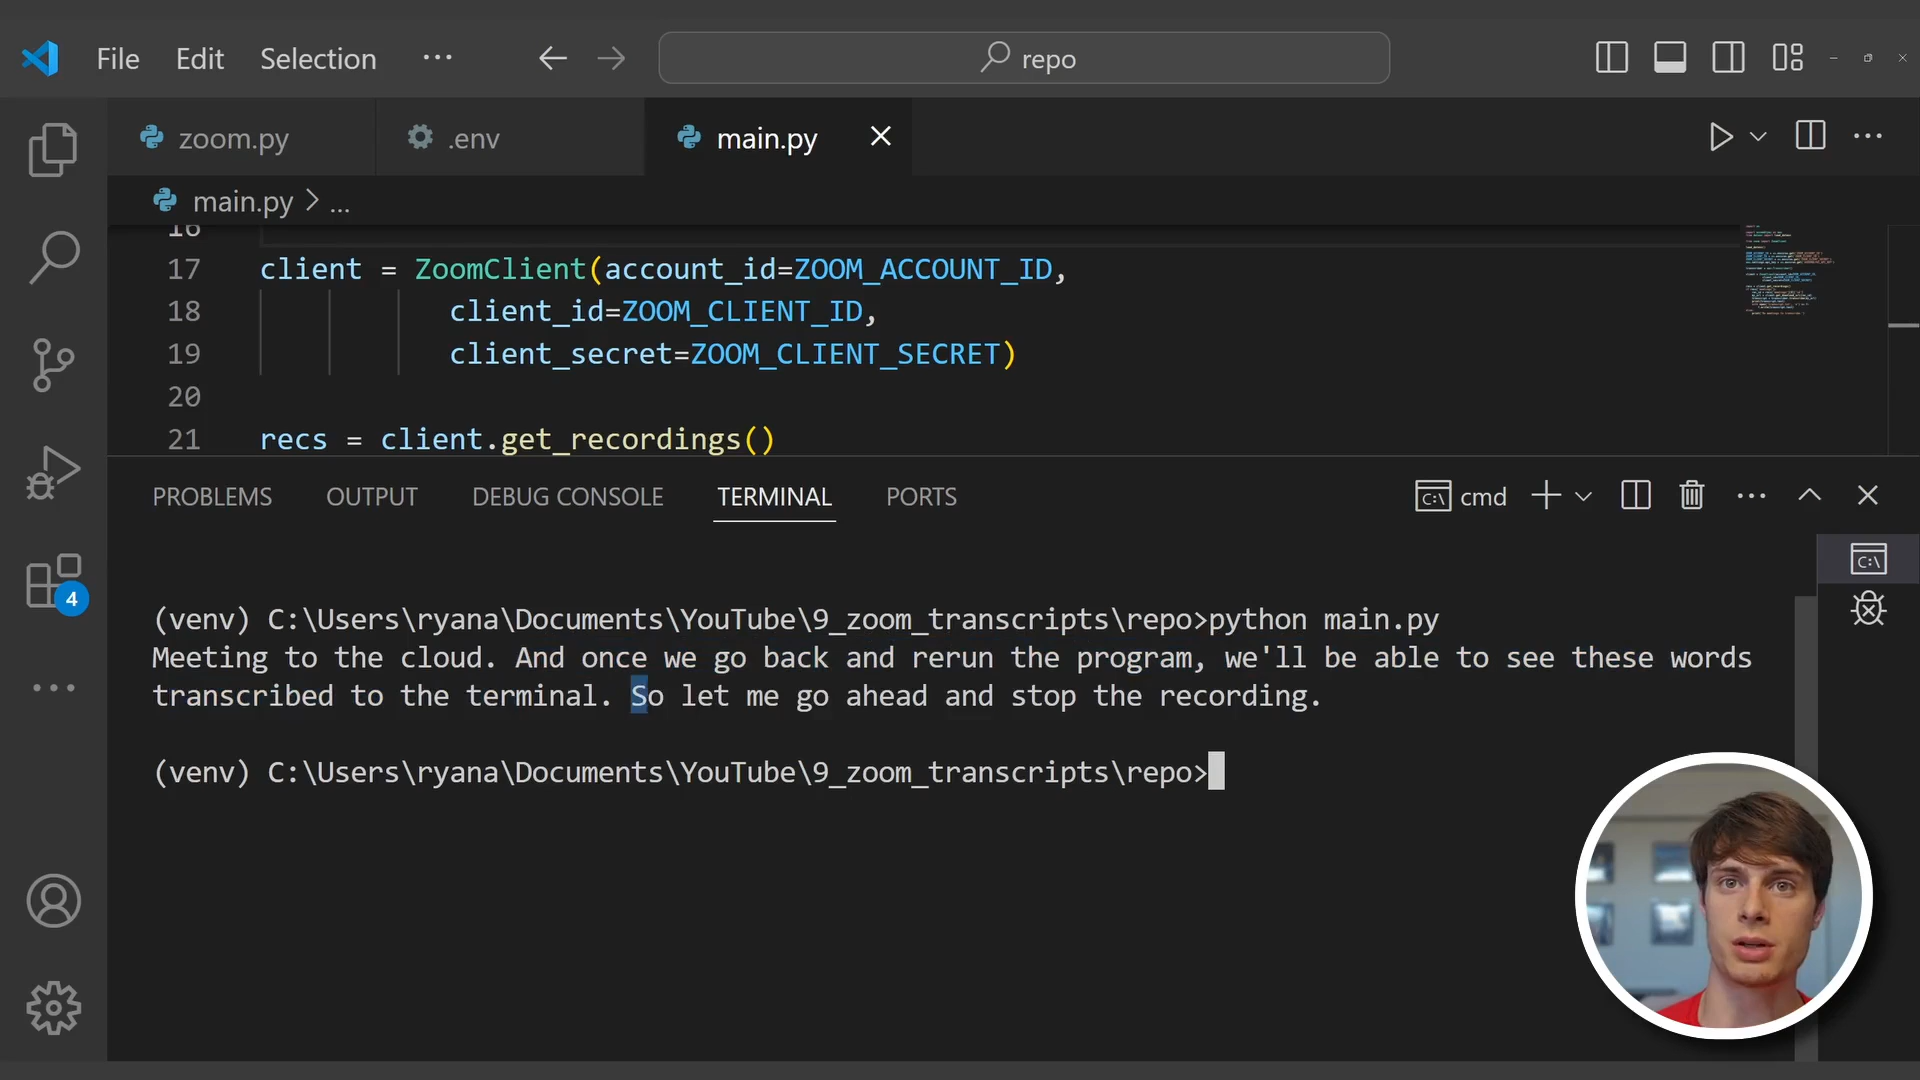 File Edit Selection ··· repo
zoom.py .env main.py
main.py > ...
16
17 client = ZoomClient(account_id=ZOOM_ACCOUNT_ID,
18 client_id=ZOOM_CLIENT_ID,
19 client_secret=ZOOM_CLIENT_SECRET)
20
21 recs = client.get_recordings()
PROBLEMS OUTPUT DEBUG CONSOLE TERMINAL PORTS cmd
4
(venv) C:\Users\ryana\Documents\YouTube\9_zoom_transcripts\repo>python main.py
Meeting to the cloud. And once we go back and rerun the program, we'll be able to see these words
transcribed to the terminal. So let me go ahead and stop the recording.
(venv) C:\Users\ryana\Documents\YouTube\9_zoom_transcripts\repo>